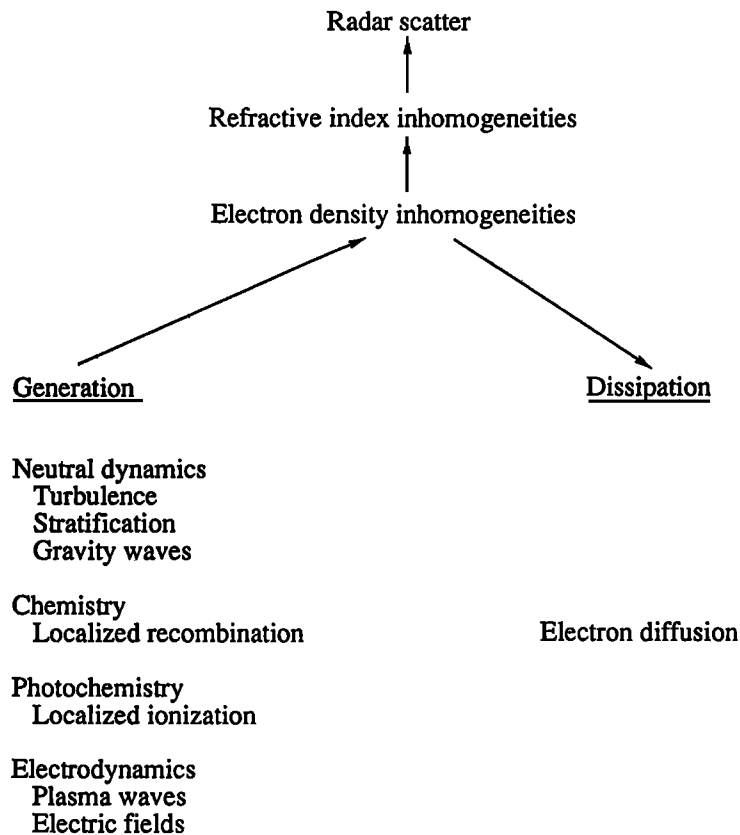 Radar scatter
Refractive index inhomogeneities
Electron density inhomogeneities
Generation
Dissipation
Neutral dynamics
Turbulence
Stratification
Gravity waves
Chemistry
Localized recombination
Electron diffusion
Photochemistry
Localized ionization
Electrodynamics
Plasma waves
Electric fields